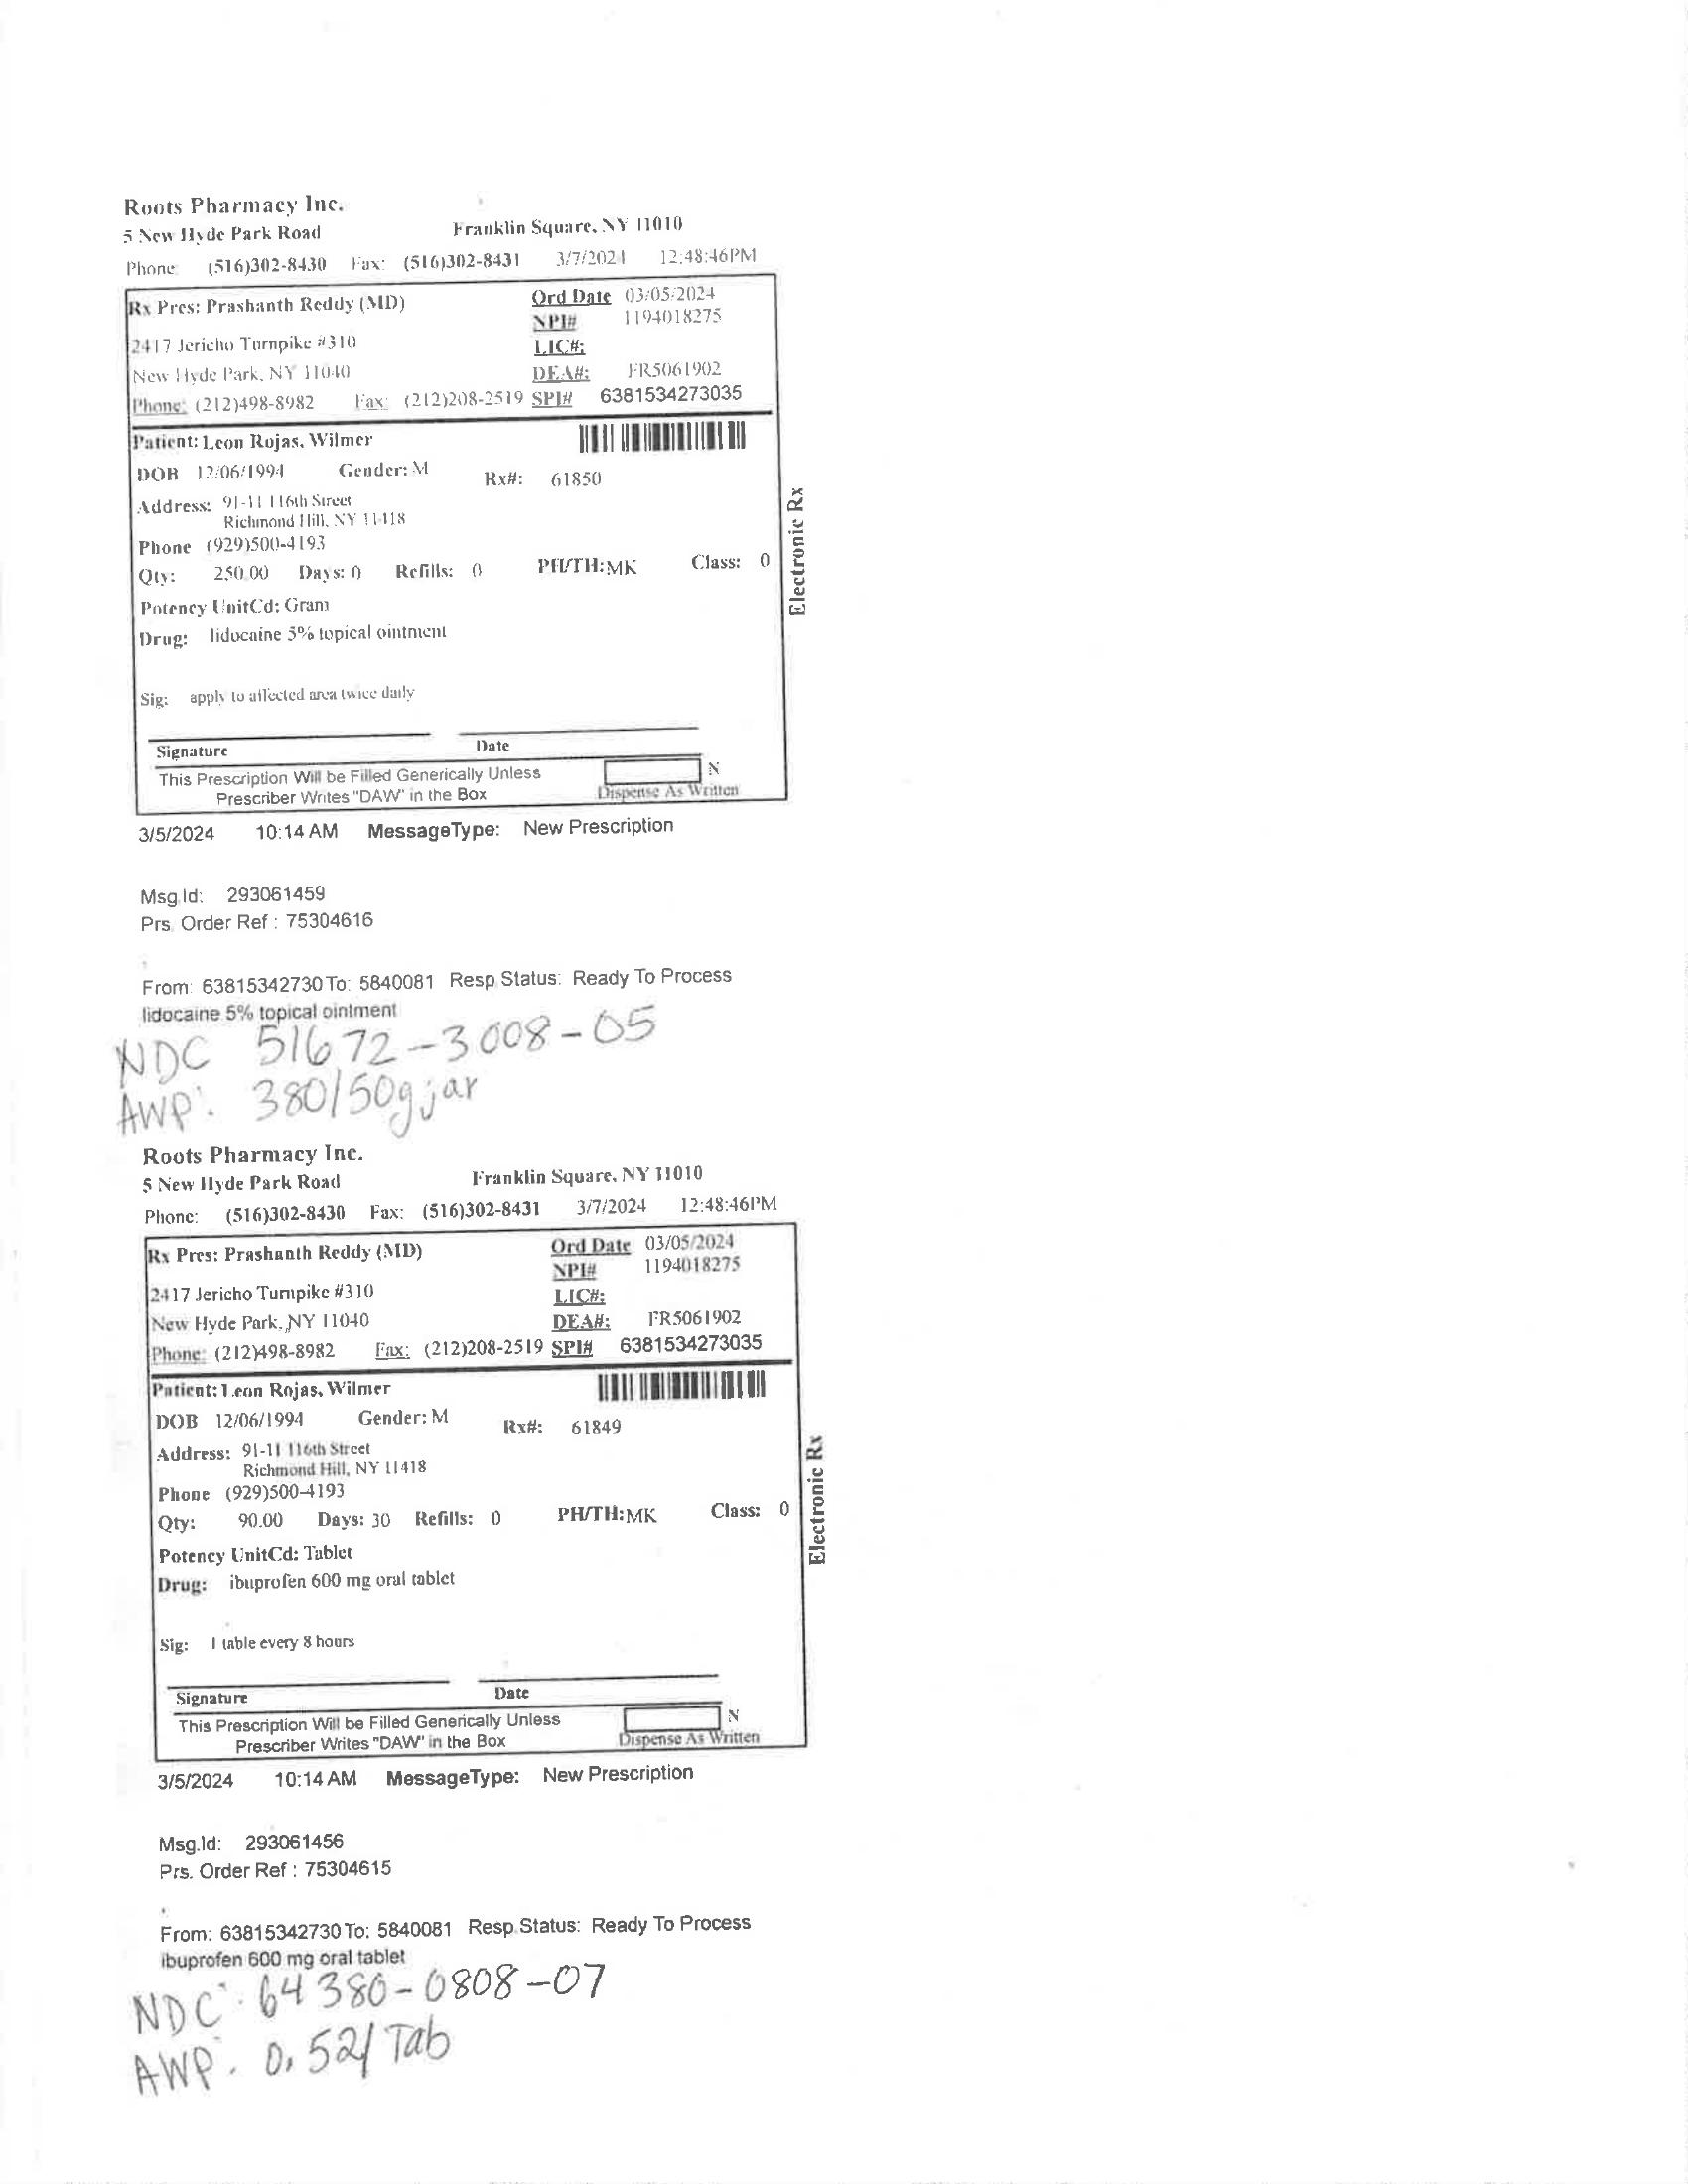 Roots Pharmacy Inc.
5 New Hyde Park Road Franklin Square, NY 11010
Phone: (516)302-8430 Fax: (516)302-8431 3/7/2024 12:48:46PM
Rx Pres: Prashanth Reddy (MD) Ord Date 03/05/2024
NPI# 1194018275
2417 Jericho Turnpike #310 LIC#:
New Hyde Park, NY 11040 DEA#: FR5061902
Phone: (212)498-8982 Fax: (212)208-2519 SPI# 6381534273035
Patient: Leon Rojas, Wilmer
DOB 12/06/1994 Gender: M Rx#: 61850
Address: 91-11 116th Street
Richmond Hill, NY 11418
Phone (929)500-4193
Qty: 250.00 Days: 0 Refills: 0 PH/TH:MK Class: 0
Electronic Rx
Potency UnitCd: Gram
Drug: lidocaine 5% topical ointment
Sig: apply to affected area twice daily
Signature Date
This Prescription Will be Filled Generically Unless N
Prescriber Writes "DAW" in the Box Dispense As Written
3/5/2024 10:14 AM MessageType: New Prescription
Msg.Id: 293061459
Prs. Order Ref : 75304616
From: 63815342730 To: 5840081 Resp.Status: Ready To Process
lidocaine 5% topical ointment
NDC 51672-3008-05
AWP: 380/50g jar
Roots Pharmacy Inc.
5 New Hyde Park Road Franklin Square, NY 11010
Phone: (516)302-8430 Fax: (516)302-8431 3/7/2024 12:48:46PM
Rx Pres: Prashanth Reddy (MD) Ord Date 03/05/2024
NPI# 1194018275
2417 Jericho Turnpike #310 LIC#:
New Hyde Park, NY 11040 DEA#: FR5061902
Phone: (212)498-8982 Fax: (212)208-2519 SPI# 6381534273035
Patient: Leon Rojas, Wilmer
DOB 12/06/1994 Gender: M Rx#: 61849
Address: 91-11 116th Street
Richmond Hill, NY 11418
Phone (929)500-4193
Qty: 90.00 Days: 30 Refills: 0 PH/TH:MK Class: 0
Electronic Rx
Potency UnitCd: Tablet
Drug: ibuprofen 600 mg oral tablet
Sig: 1 table every 8 hours
Signature Date
This Prescription Will be Filled Generically Unless N
Prescriber Writes "DAW" in the Box Dispense As Written
3/5/2024 10:14 AM MessageType: New Prescription
Msg.Id: 293061456
Prs. Order Ref : 75304615
From: 63815342730 To: 5840081 Resp.Status: Ready To Process
ibuprofen 600 mg oral tablet
NDC: 64380-0808-07
AWP: 0.52/Tab